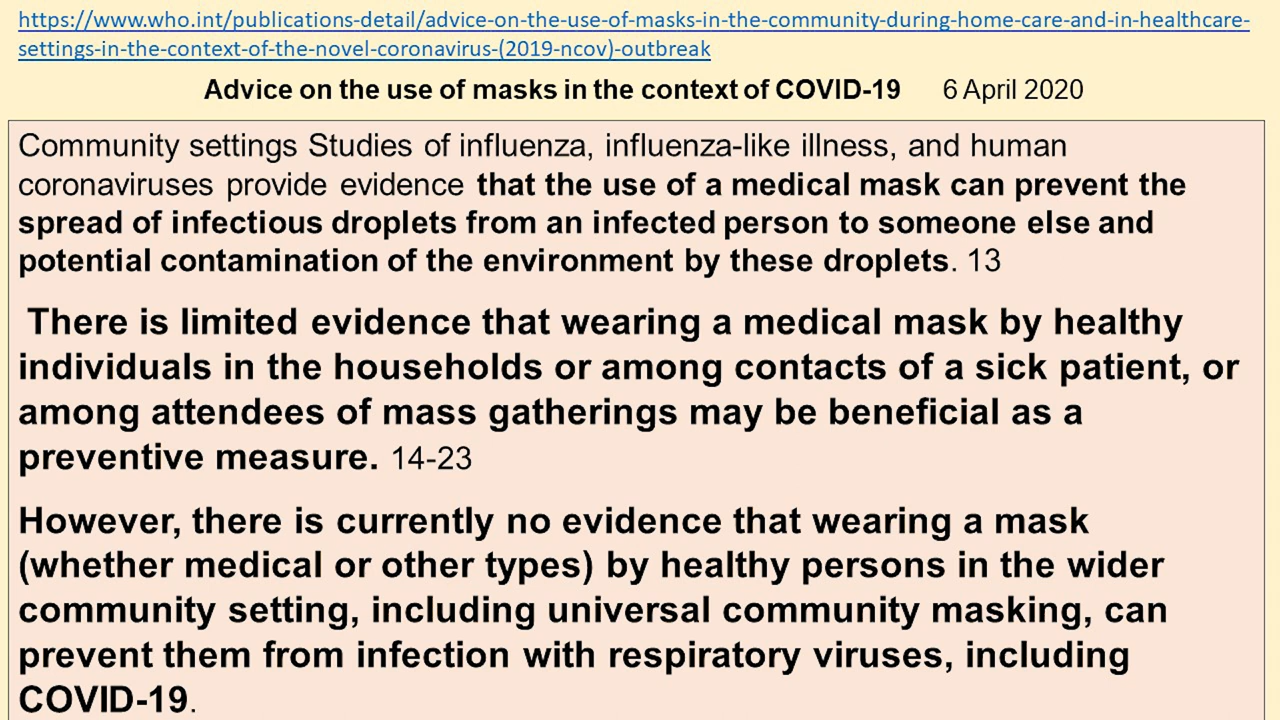 https://www.who.int/publications-detail/advice-on-the-use-of-masks-in-the-community-during-home-care-and-in-healthcare-
settings-in-the-context-of-the-novel-coronavirus-(2019-ncov)-outbreak
Advice on the use of masks in the context of COVID-19 6 April 2020
Community settings Studies of influenza, influenza-like illness, and human
coronaviruses provide evidence that the use of a medical mask can prevent the
spread of infectious droplets from an infected person to someone else and
potential contamination of the environment by these droplets. 13
There is limited evidence that wearing a medical mask by healthy
individuals in the households or among contacts of a sick patient, or
among attendees of mass gatherings may be beneficial as a
preventive measure. 14-23
However, there is currently no evidence that wearing a mask
(whether medical or other types) by healthy persons in the wider
community setting, including universal community masking, can
prevent them from infection with respiratory viruses, including
COVID-19.